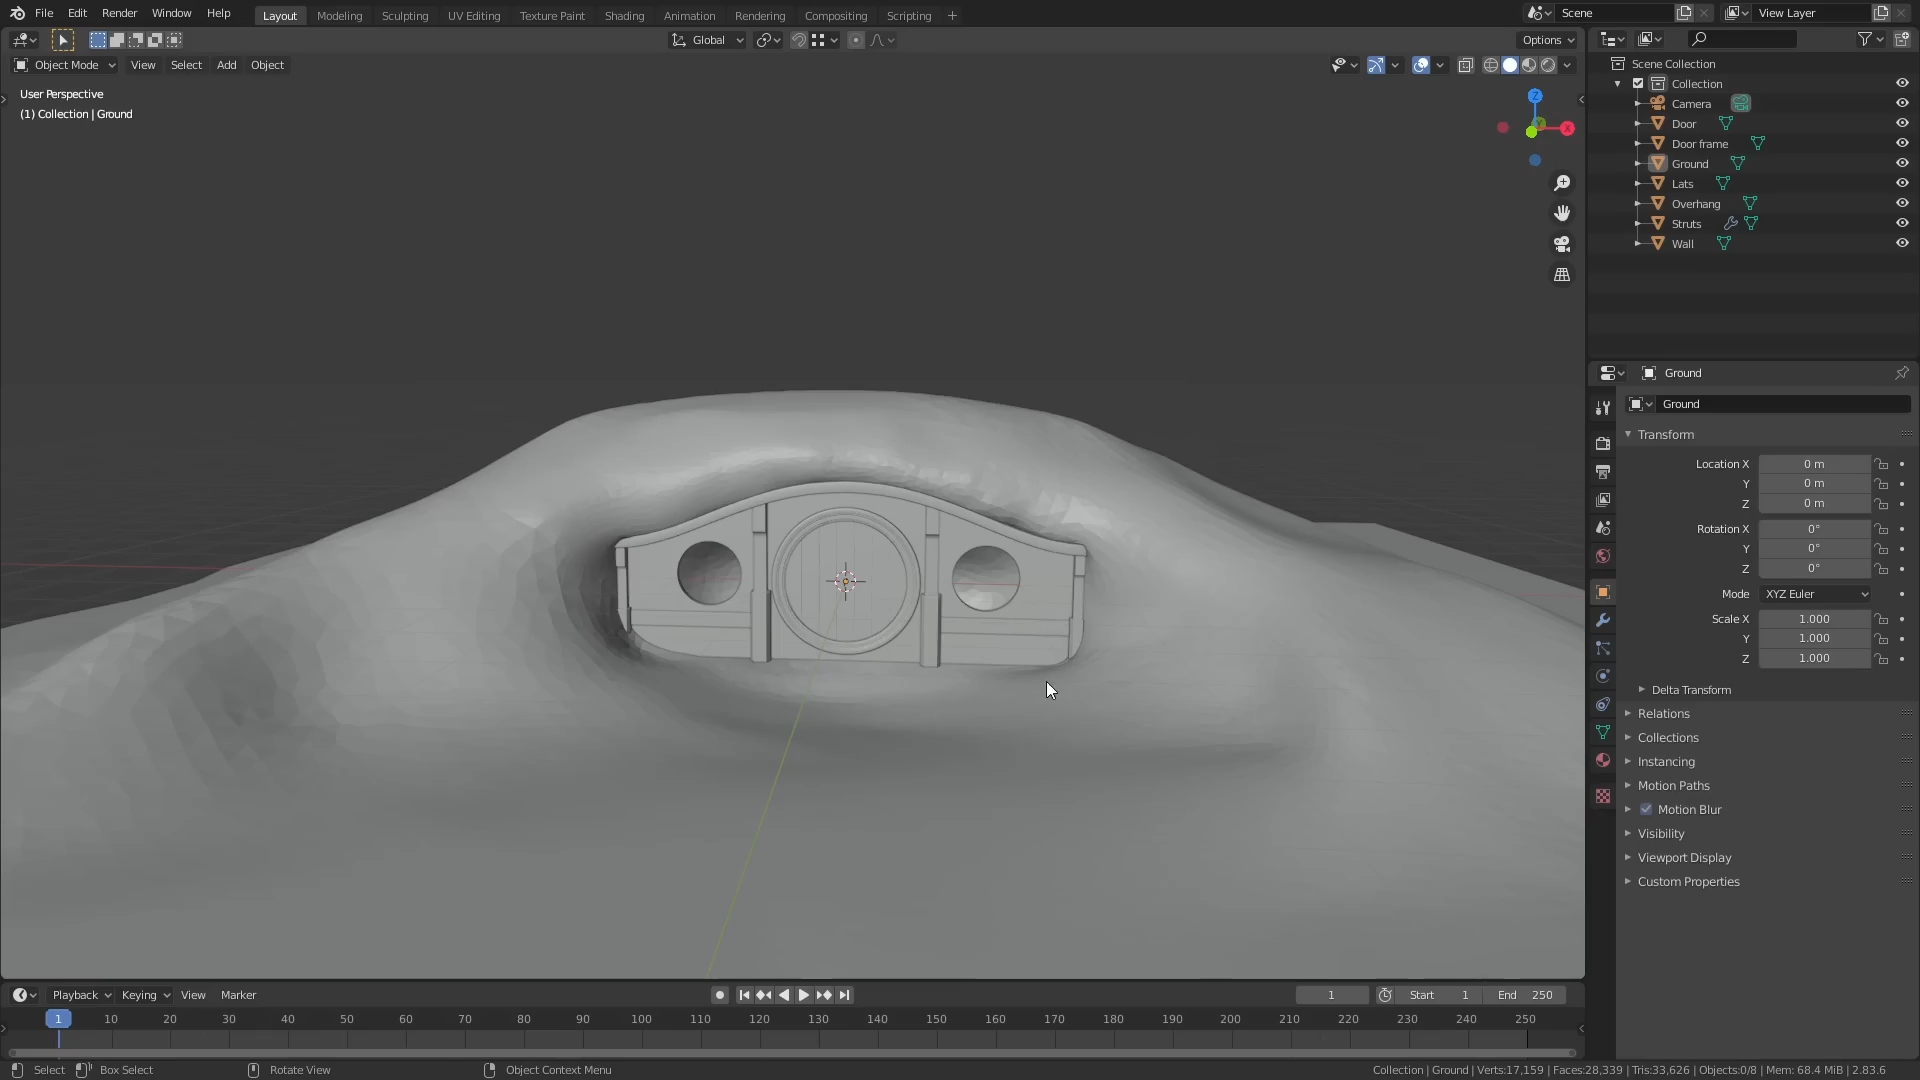 File Edit Render Window Help Layout Modeling Sculpting UV Editing Texture Paint Shading Animation Rendering Compositing Scripting + Scene View Layer
Global Options
Object Mode View Select Add Object
User Perspective
(1) Collection | Ground
Z
Y
X
Scene Collection
Collection
Camera
Door
Door frame
Ground
Lats
Overhang
Struts
Wall
Ground
Ground
Transform
Location X 0 m
Y 0 m
Z 0 m
Rotation X 0°
Y 0°
Z 0°
Mode XYZ Euler
Scale X 1.000
Y 1.000
Z 1.000
Delta Transform
Relations
Collections
Instancing
Motion Paths
Motion Blur
Visibility
Viewport Display
Custom Properties
Playback Keying View Marker 1 Start 1 End 250
1 10 20 30 40 50 60 70 80 90 100 110 120 130 140 150 160 170 180 190 200 210 220 230 240 250
Select Box Select Rotate View Object Context Menu Collection | Ground | Verts:17,159 | Faces:28,339 | Tris:33,626 | Objects:0/8 | Mem: 68.4 MiB | 2.83.6